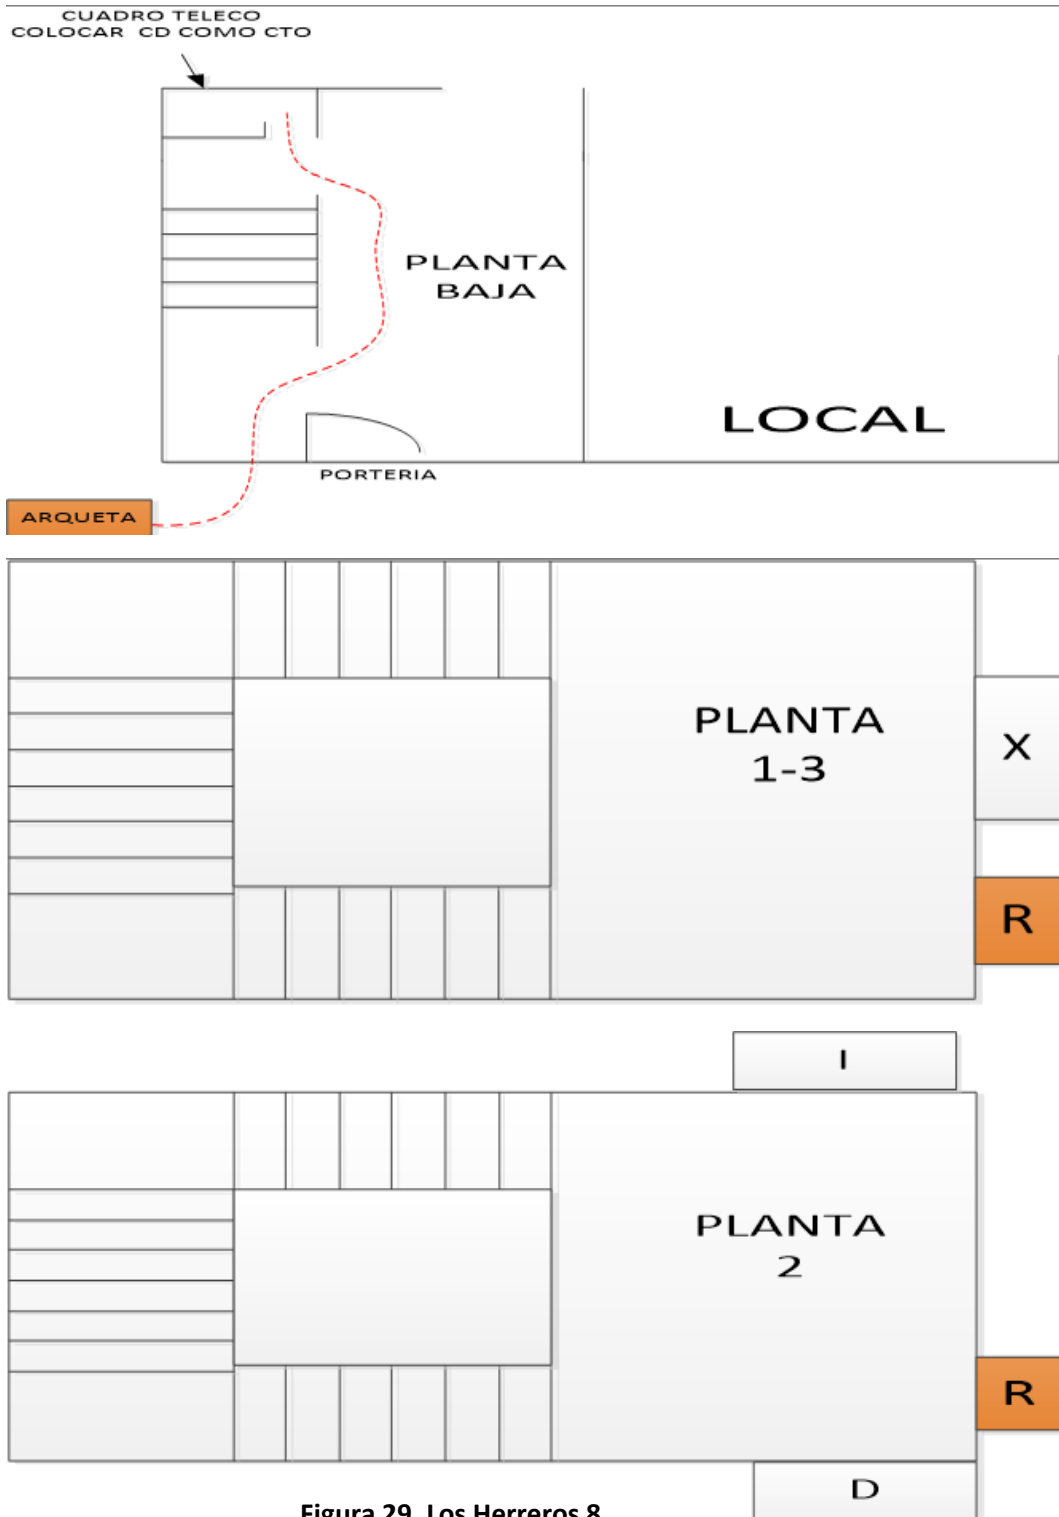 CUADRO TELECO
COLOCAR CD COMO CTO
PLANTA
BAJA
LOCAL
PORTERIA
ARQUETA
PLANTA
1-3
X
R
I
PLANTA
2
R
D
Figura 29. Los Herreros 8